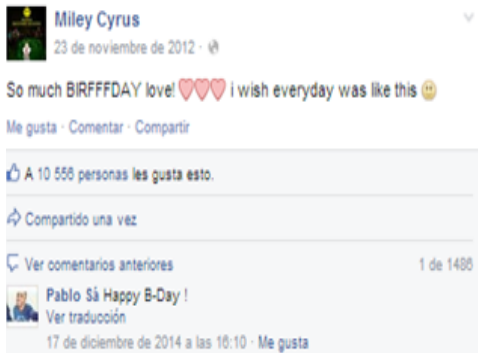 Miley Cyrus
23 de noviembre de 2012 ·
So much BIRFFFDAY love! ♡♡♡ i wish everyday was like this 🙂
Me gusta · Comentar · Compartir
A 10 556 personas les gusta esto.
Compartido una vez
Ver comentarios anteriores 1 de 1486
Pablo Sà Happy B-Day !
Ver traducción
17 de diciembre de 2014 a las 16:10 · Me gusta